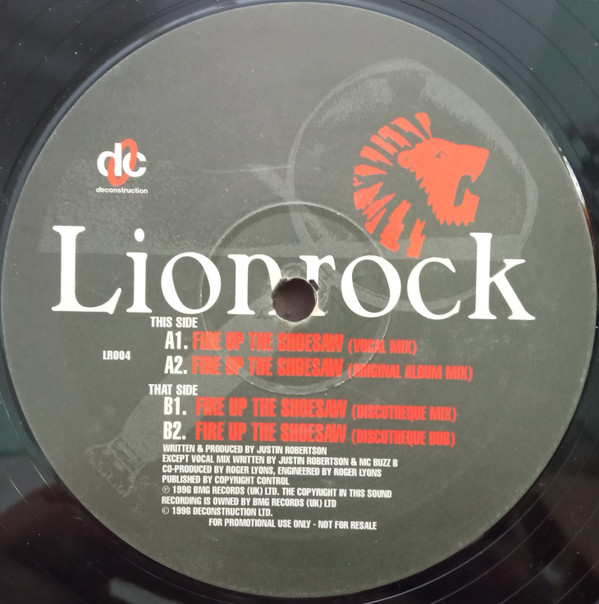 dc
deconstruction
Lionrock
THIS SIDE
A1. FIRE UP THE SHOESAW (VOCAL MIX)
LR004
A2. FIRE UP THE SHOESAW (ORIGINAL ALBUM MIX)
THAT SIDE
B1. FIRE UP THE SHOESAW (DISCOTHEQUE MIX)
B2. FIRE UP THE SHOESAW (DISCOTHEQUE DUB)
WRITTEN & PRODUCED BY JUSTIN ROBERTSON
EXCEPT VOCAL MIX WRITTEN BY JUSTIN ROBERTSON & MC BUZZ B
CO-PRODUCED BY ROGER LYONS, ENGINEERED BY ROGER LYONS
PUBLISHED BY COPYRIGHT CONTROL
℗ 1996 BMG RECORDS (UK) LTD. THE COPYRIGHT IN THIS SOUND
RECORDING IS OWNED BY BMG RECORDS (UK) LTD
© 1996 DECONSTRUCTION LTD.
FOR PROMOTIONAL USE ONLY - NOT FOR RESALE